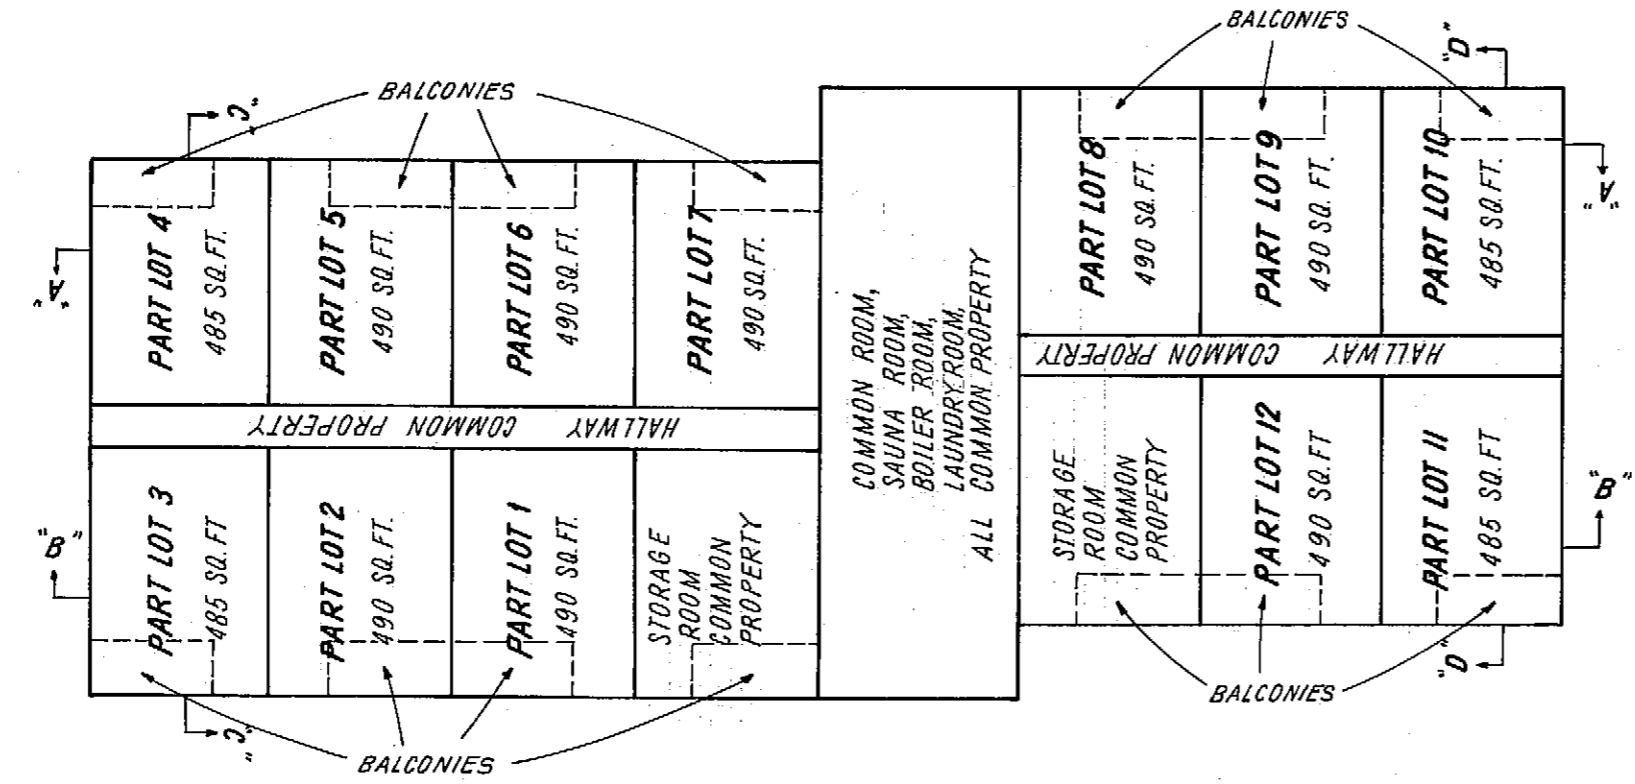 BALCONIES
BALCONIES
"D"
"C"
"A"
"A"
PART LOT 4
485 SQ.FT.
PART LOT 5
490 SQ.FT.
PART LOT 6
490 SQ.FT.
PART LOT 7
490 SQ.FT.
COMMON ROOM,
SAUNA ROOM,
BOILER ROOM,
LAUNDRY ROOM,
ALL COMMON PROPERTY
PART LOT 8
490 SQ.FT.
PART LOT 9
490 SQ. FT.
PART LOT 10
485 SQ.FT.
HALLWAY COMMON PROPERTY
HALLWAY COMMON PROPERTY
"B"
PART LOT 3
485 SQ.FT
PART LOT 2
490 SQ.FT.
PART LOT 1
490 SQ.FT.
STORAGE
ROOM
COMMON
PROPERTY
STORAGE
ROOM
COMMON
PROPERTY
PART LOT 12
490 SQ.FT
PART LOT 11
485 SQ.FT
"B"
"C"
BALCONIES
BALCONIES
"D"